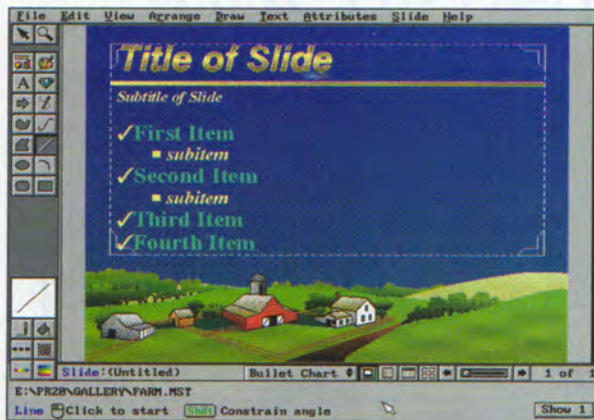 File Edit View Arrange Draw Text Attributes Slide Help
Title of Slide
Subtitle of Slide
✓First Item
■ subitem
✓Second Item
■ subitem
✓Third Item
✓Fourth Item
A
Slide:(Untitled) Bullet Chart 1 of 1
E:\PR20\GALLERY\FARM.MST
Line Click to start Shft Constrain angle Show 1